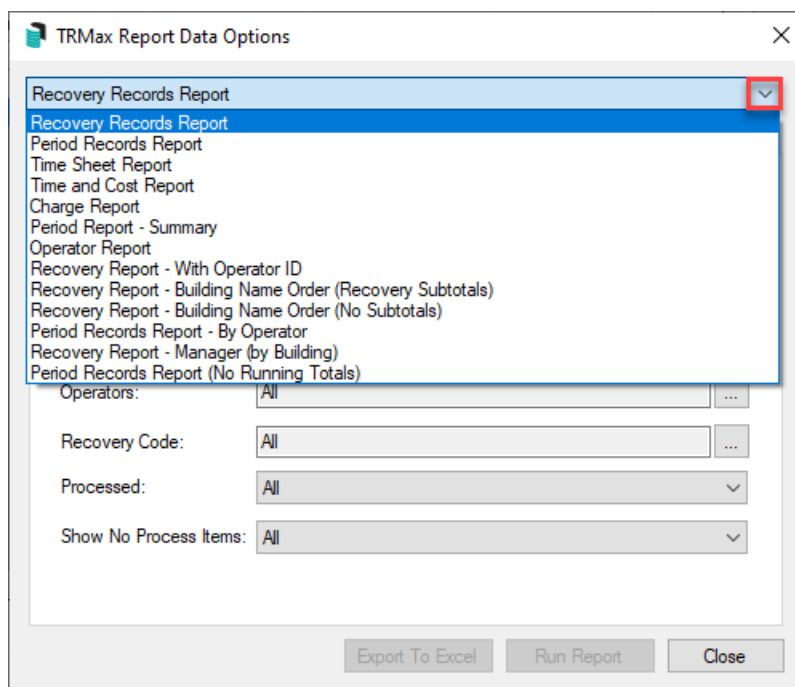 TRMax Report Data Options
Recovery Records Report
Recovery Records Report
Period Records Report
Time Sheet Report
Time and Cost Report
Charge Report
Period Report - Summary
Operator Report
Recovery Report - With Operator ID
Recovery Report - Building Name Order (Recovery Subtotals)
Recovery Report - Building Name Order (No Subtotals)
Period Records Report - By Operator
Recovery Report - Manager (by Building)
Period Records Report (No Running Totals)
Operators: All ...
Recovery Code: All ...
Processed: All
Show No Process Items: All
Export To Excel Run Report Close